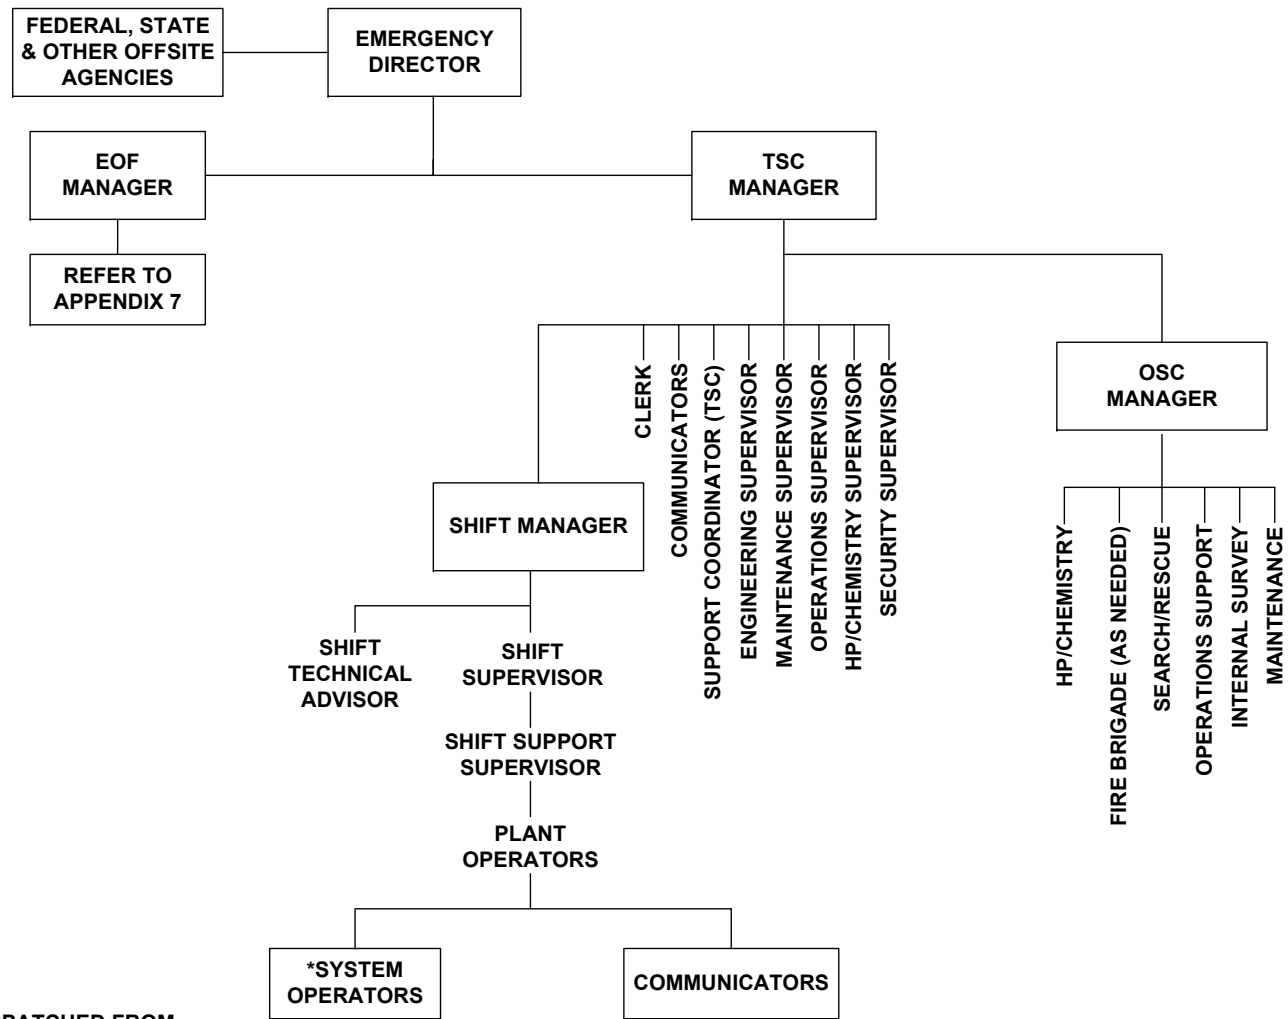 FEDERAL, STATE
& OTHER OFFSITE
AGENCIES
EMERGENCY
DIRECTOR
EOF
MANAGER
TSC
MANAGER
REFER TO
APPENDIX 7
OSC
MANAGER
CLERK
COMMUNICATORS
SUPPORT COORDINATOR (TSC)
ENGINEERING SUPERVISOR
MAINTENANCE SUPERVISOR
OPERATIONS SUPERVISOR
HP/CHEMISTRY SUPERVISOR
SECURITY SUPERVISOR
SHIFT MANAGER
HP/CHEMISTRY
FIRE BRIGADE (AS NEEDED)
SEARCH/RESCUE
OPERATIONS SUPPORT
INTERNAL SURVEY
MAINTENANCE
SHIFT
TECHNICAL
ADVISOR
SHIFT
SUPERVISOR
SHIFT SUPPORT
SUPERVISOR
PLANT
OPERATORS
*SYSTEM
OPERATORS
COMMUNICATORS
FROM